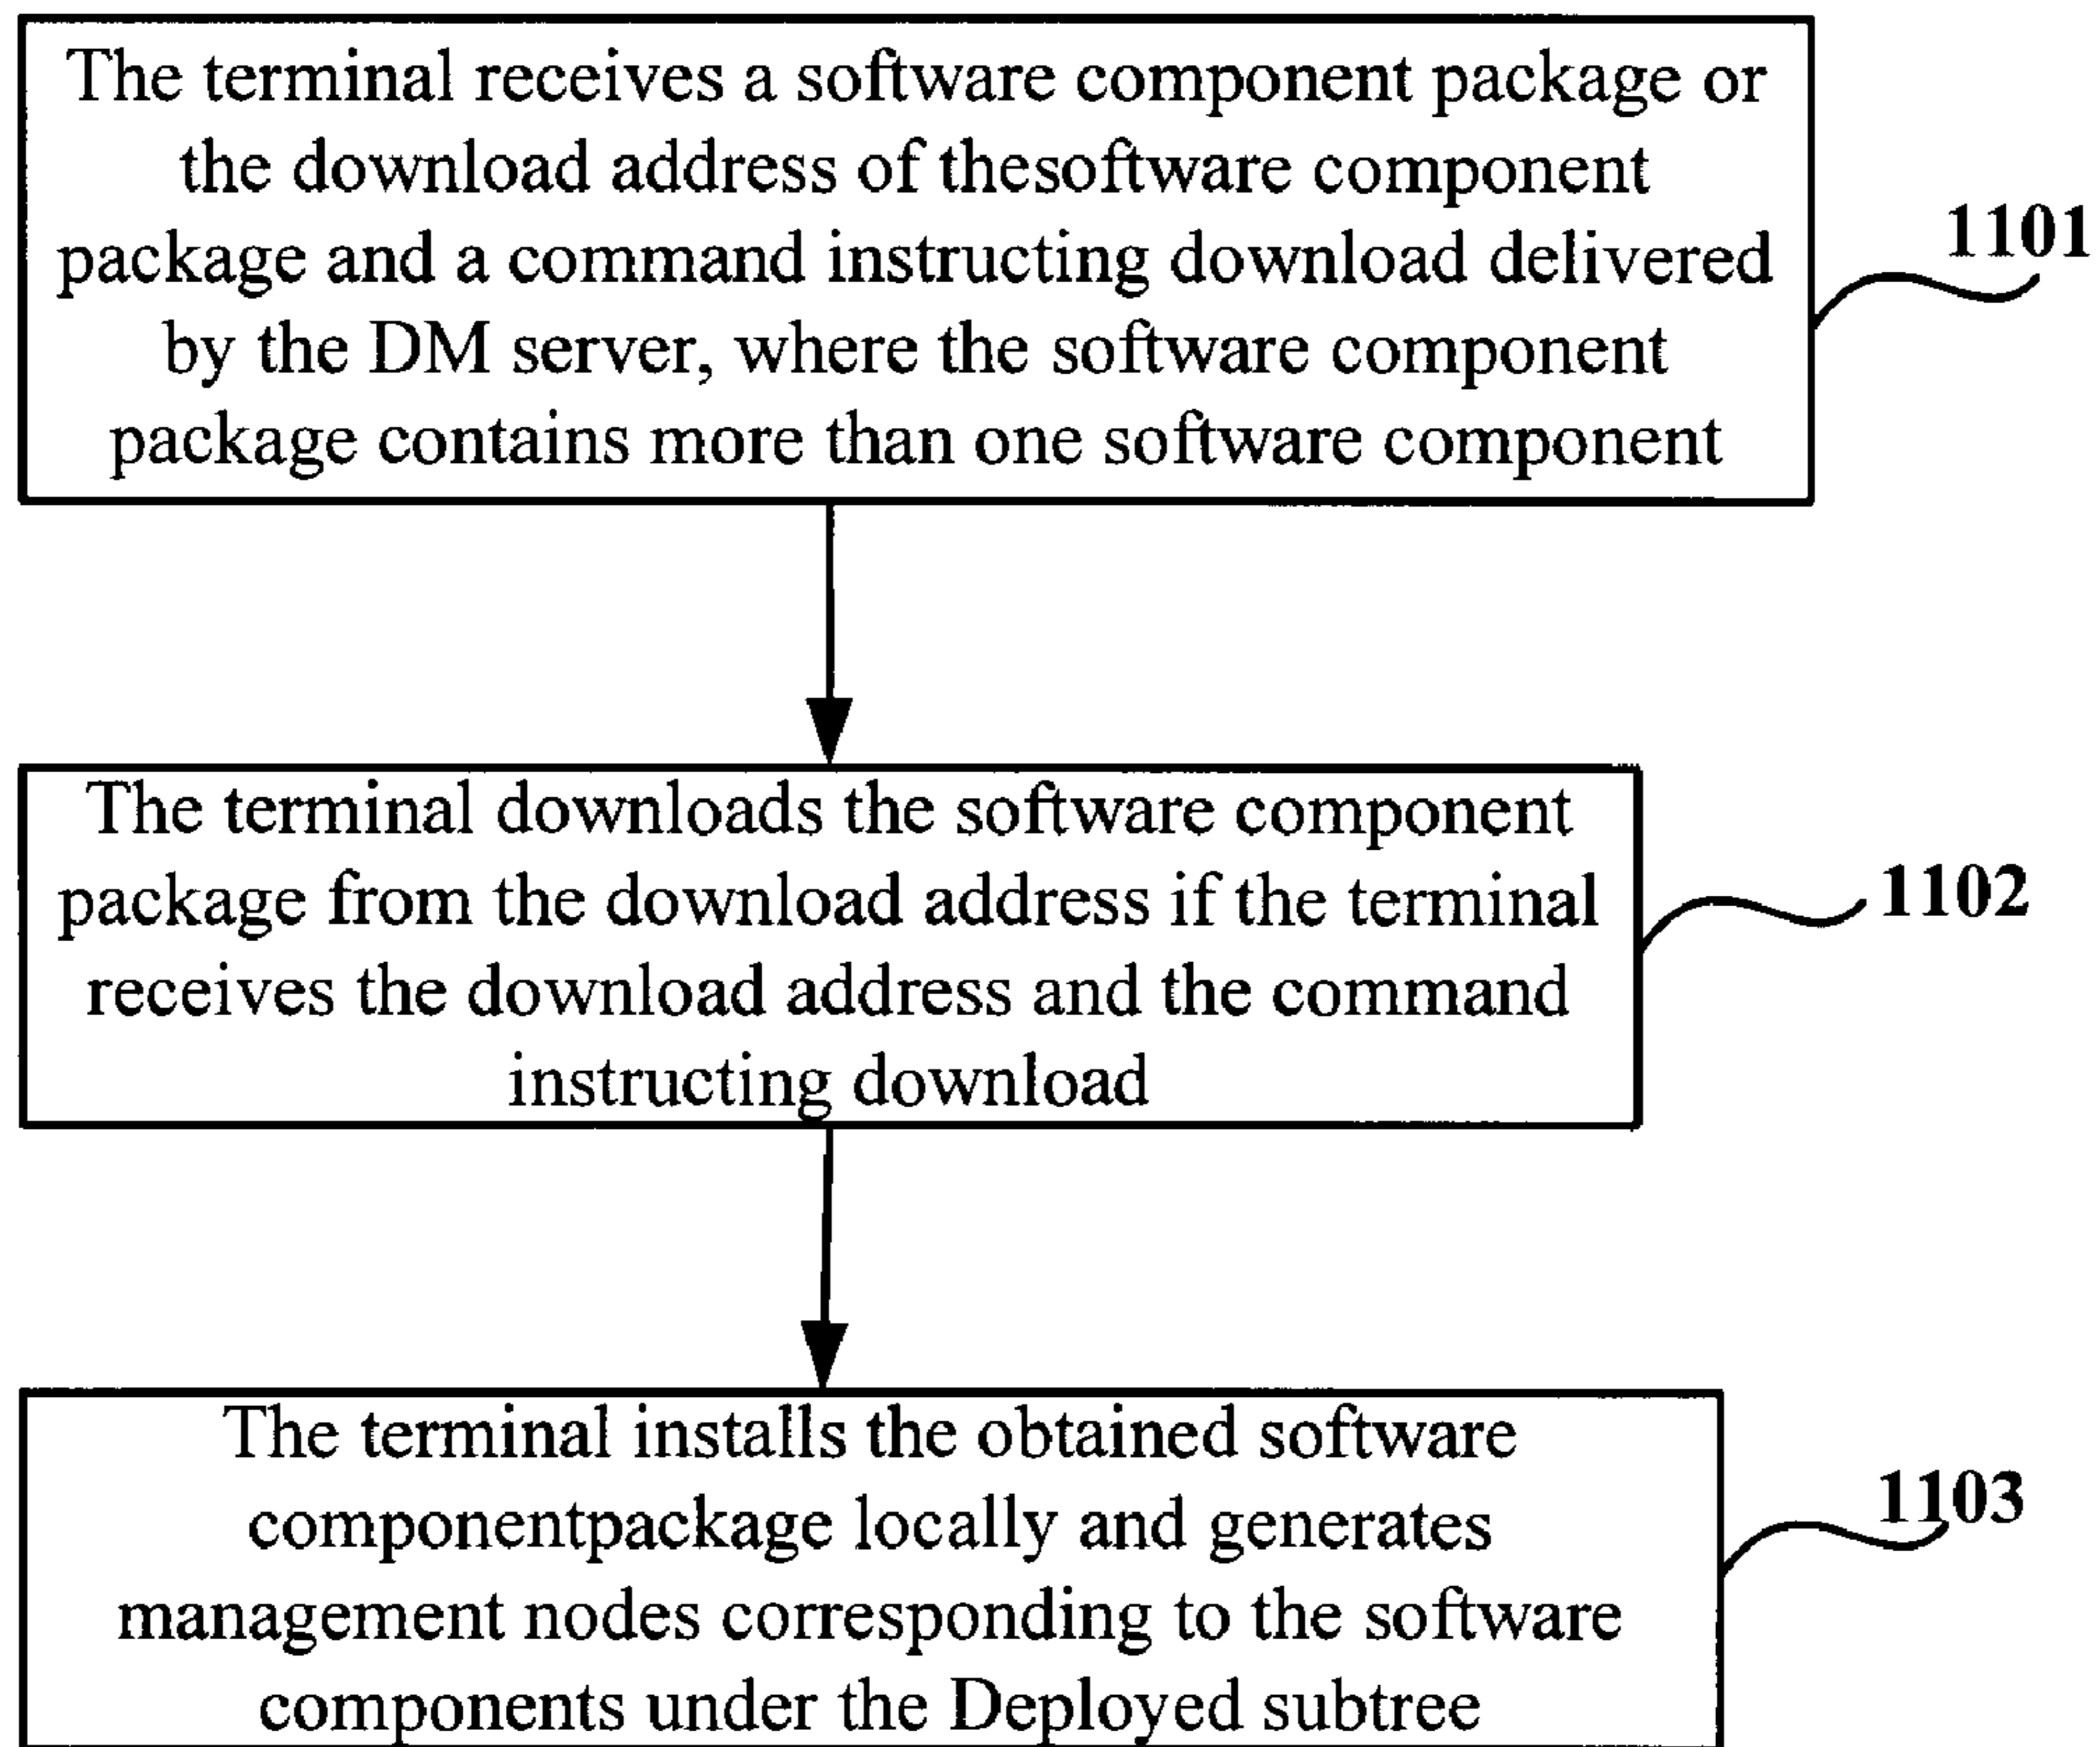 The terminal receives a software component package or
the download address of thesoftware component
package and a command instructing download delivered
by the DM server, where the software component
package contains more than one software component
1101
The terminal downloads the software component
package from the download address if the terminal
receives the download address and the command
instructing download
1102
The terminal installs the obtained software
componentpackage locally and generates
management nodes corresponding to the software
components under the Deployed subtree
1103